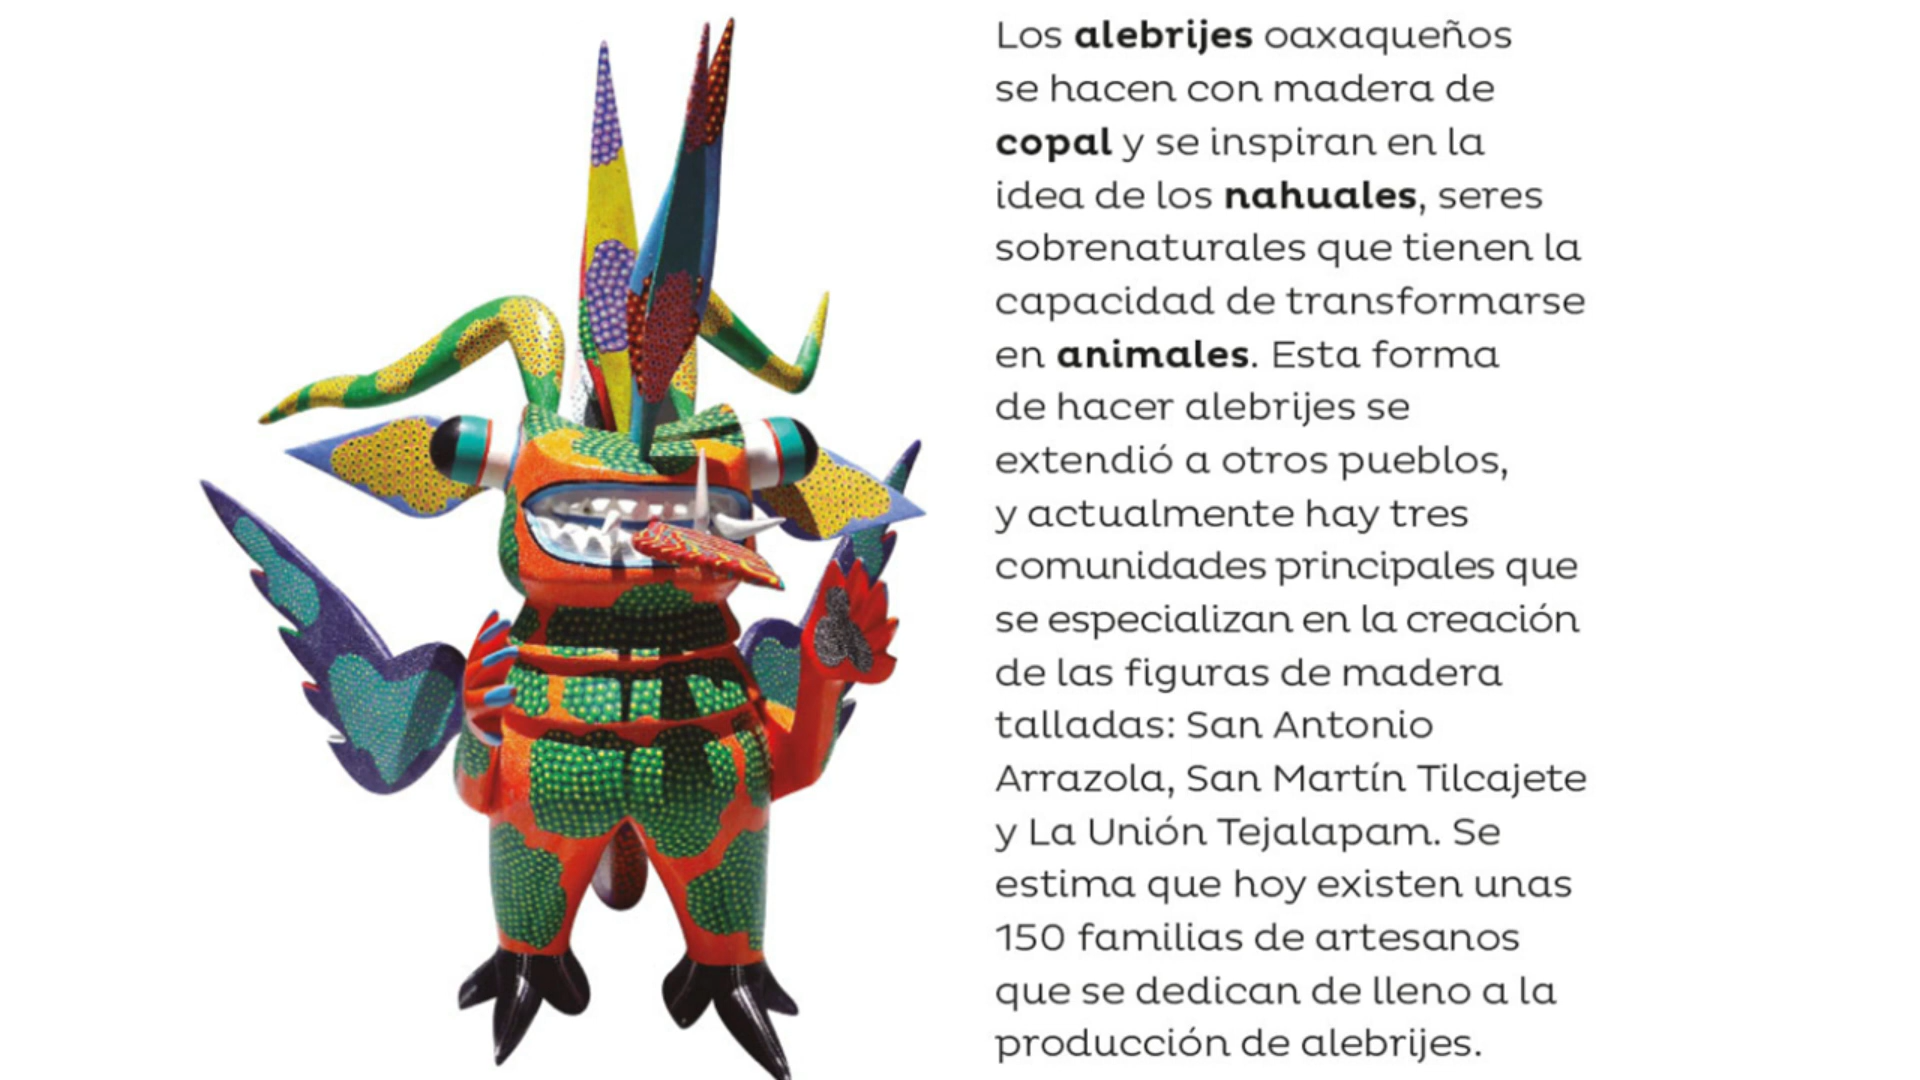 Los alebrijes oaxaqueños
se hacen con madera de
copal y se inspiran en la
idea de los nahuales, seres
sobrenaturales que tienen la
capacidad de transformarse
en animales. Esta forma
de hacer alebrijes se
extendió a otros pueblos,
y actualmente hay tres
comunidades principales que
se especializan en la creación
de las figuras de madera
talladas: San Antonio
Arrazola, San Martín Tilcajete
y La Unión Tejalapam. Se
estima que hoy existen unas
150 familias de artesanos
que se dedican de lleno a la
producción de alebrijes.